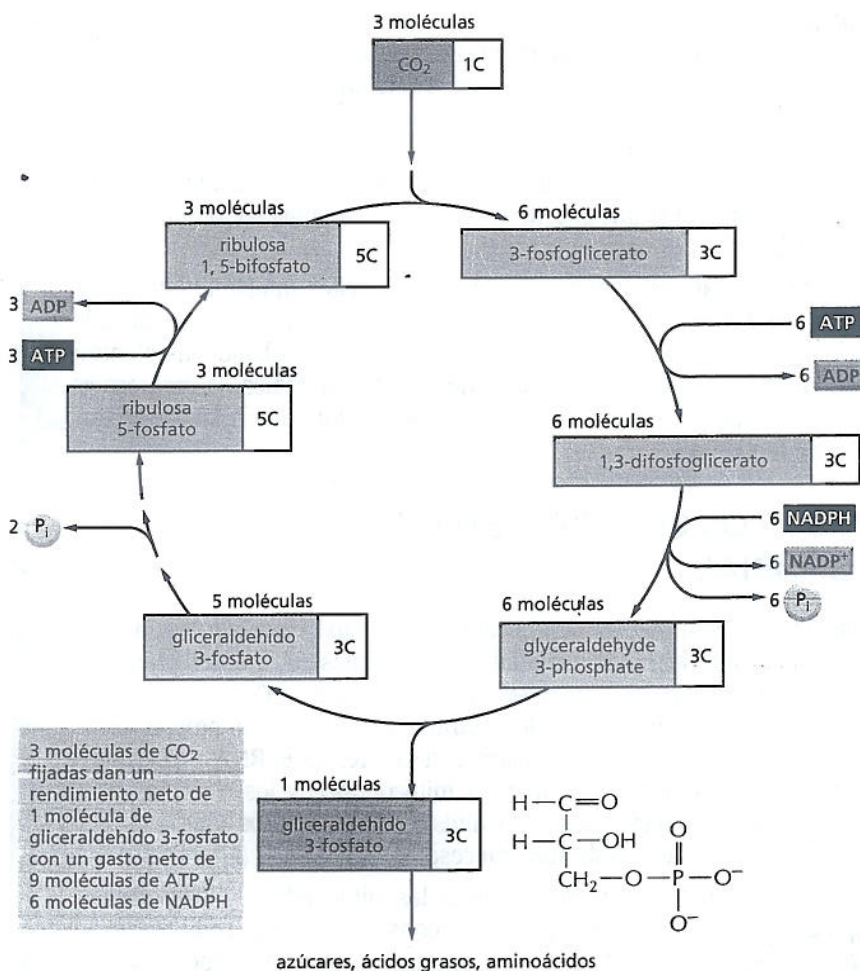 3 moléculas
CO₂ 1C
3 moléculas
ribulosa
1, 5-bifosfato
5C
6 moléculas
3-fosfoglicerato 3C
3 ADP
3 ATP
6 ATP
6 ADP
3 moléculas
ribulosa
5-fosfato
5C
6 moléculas
1,3-difosfoglicerato 3C
2 Pi
6 NADPH
6 NADP⁺
6 Pi
5 moléculas
gliceraldehído
3-fosfato
3C
6 moléculas
glyceraldehyde
3-phosphate
3C
3 moléculas de CO₂
fijadas dan un
rendimiento neto de
1 molécula de
gliceraldehído 3-fosfato
con un gasto neto de
9 moléculas de ATP y
6 moléculas de NADPH
1 moléculas
gliceraldehído
3-fosfato
3C
H—C=O
H—C—OH
O
CH₂—O—P—O⁻
O⁻
azúcares, ácidos grasos, aminoácidos